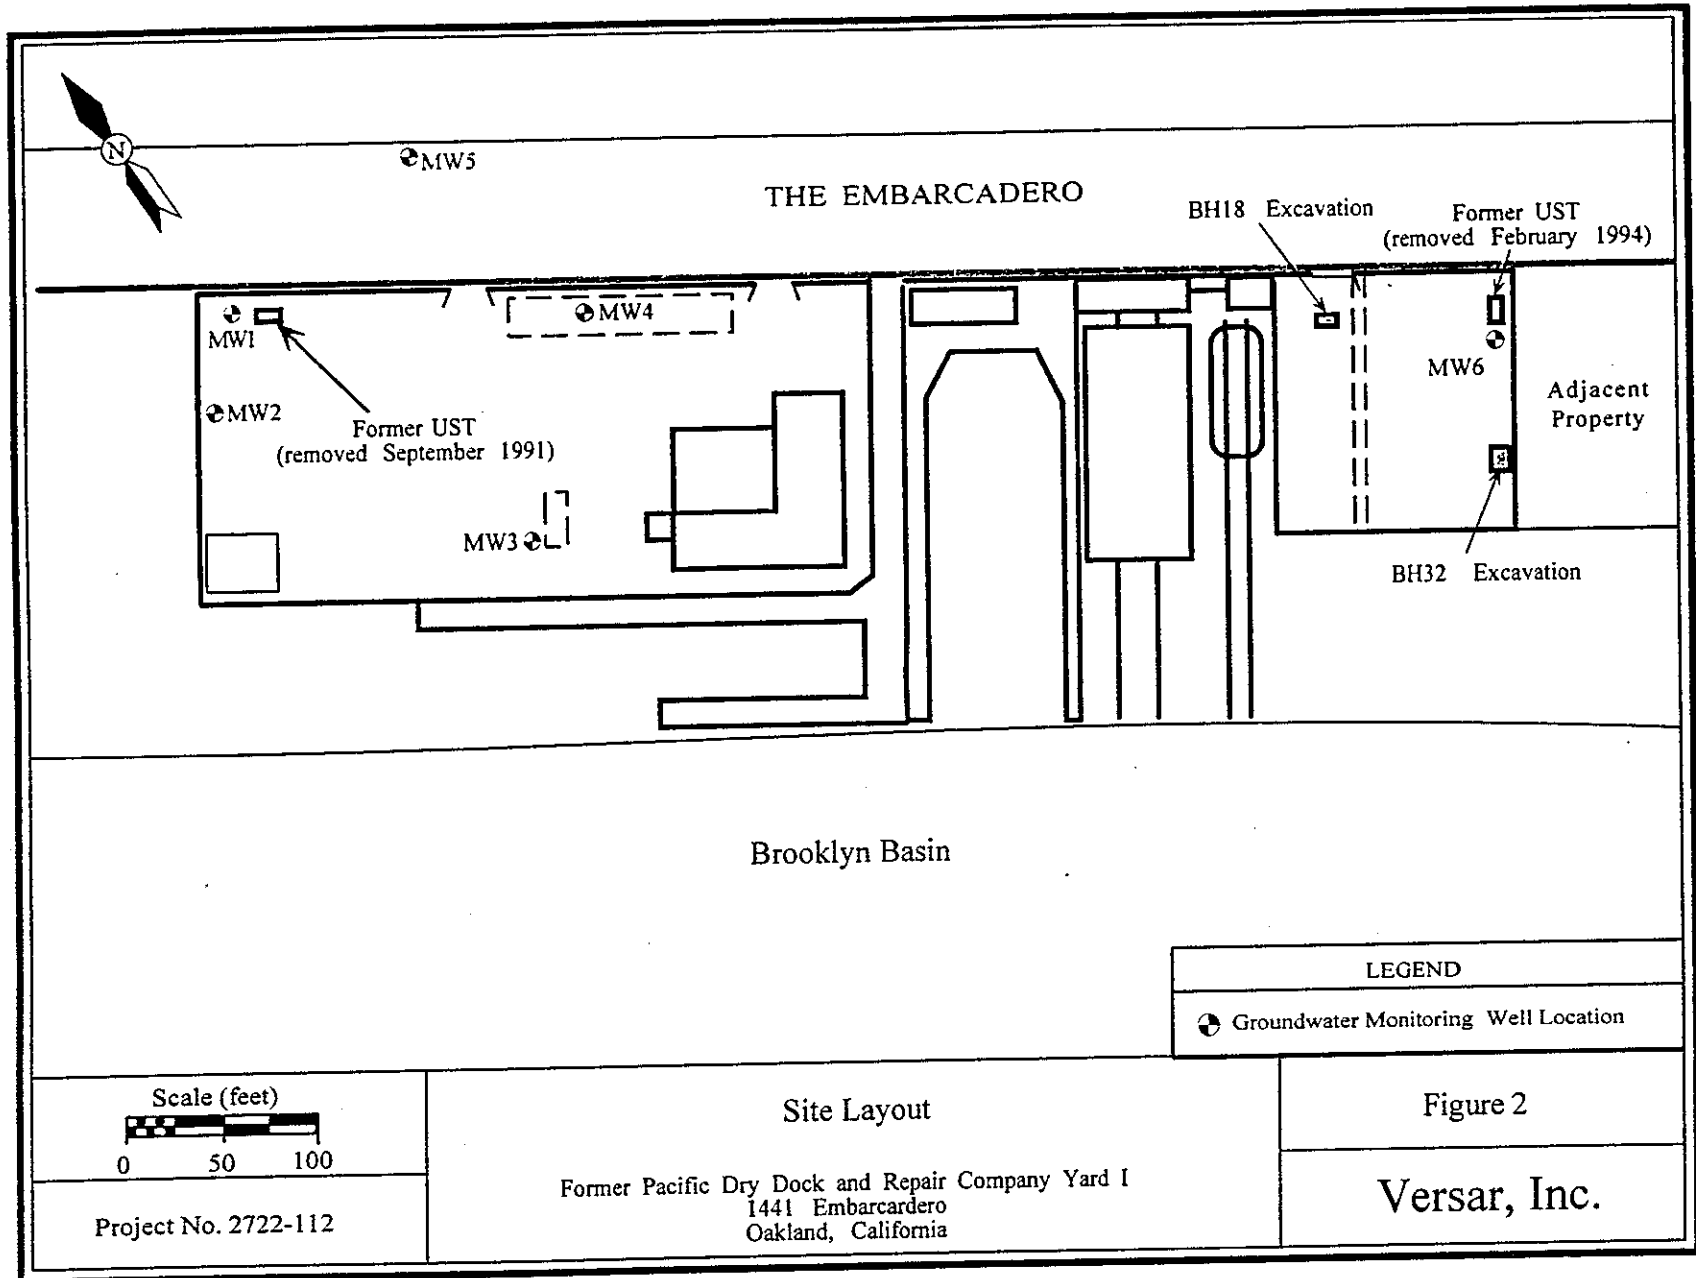 N
MW5
THE EMBARCADERO
BH18 Excavation
Former UST
(removed February 1994)
MW1
MW4
MW6
MW2
Former UST
(removed September 1991)
Adjacent
Property
MW3
BH32 Excavation
Brooklyn Basin
LEGEND
Groundwater Monitoring Well Location
Scale (feet)
0 50 100
Project No. 2722-112
Site Layout
Former Pacific Dry Dock and Repair Company Yard I
1441 Embarcardero
Oakland, California
Figure 2
Versar, Inc.